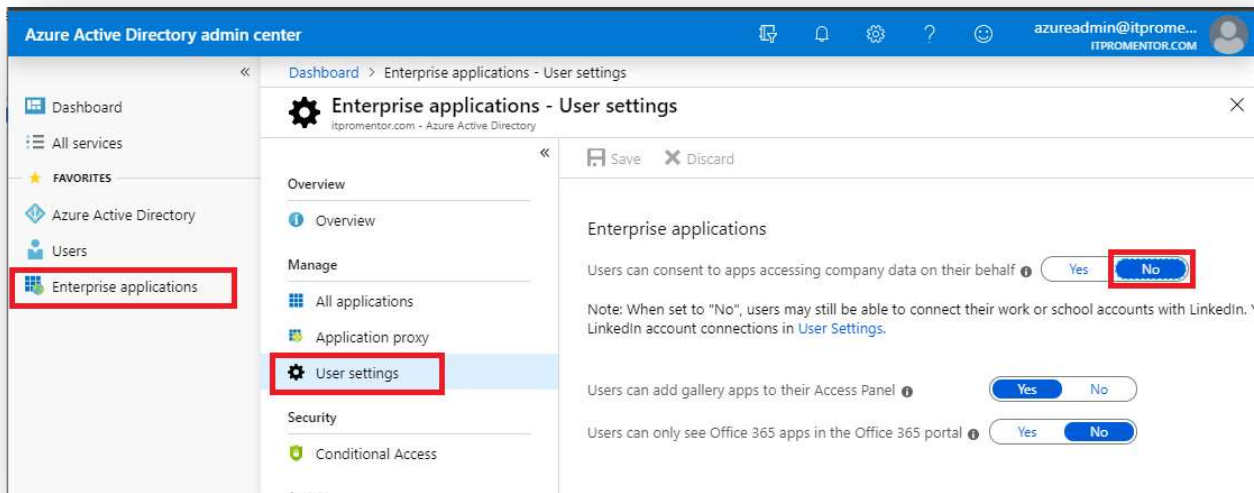 Azure Active Directory admin center
azureadmin@itprome...
ITPROMENTOR.COM
Dashboard > Enterprise applications - User settings
Dashboard
All services
FAVORITES
Azure Active Directory
Users
Enterprise applications
Enterprise applications - User settings
itpromentor.com - Azure Active Directory
Overview
Overview
Manage
All applications
Application proxy
User settings
Security
Conditional Access
Save Discard
Enterprise applications
Users can consent to apps accessing company data on their behalf Yes No
Note: When set to "No", users may still be able to connect their work or school accounts with LinkedIn.
LinkedIn account connections in User Settings.
Users can add gallery apps to their Access Panel Yes No
Users can only see Office 365 apps in the Office 365 portal Yes No